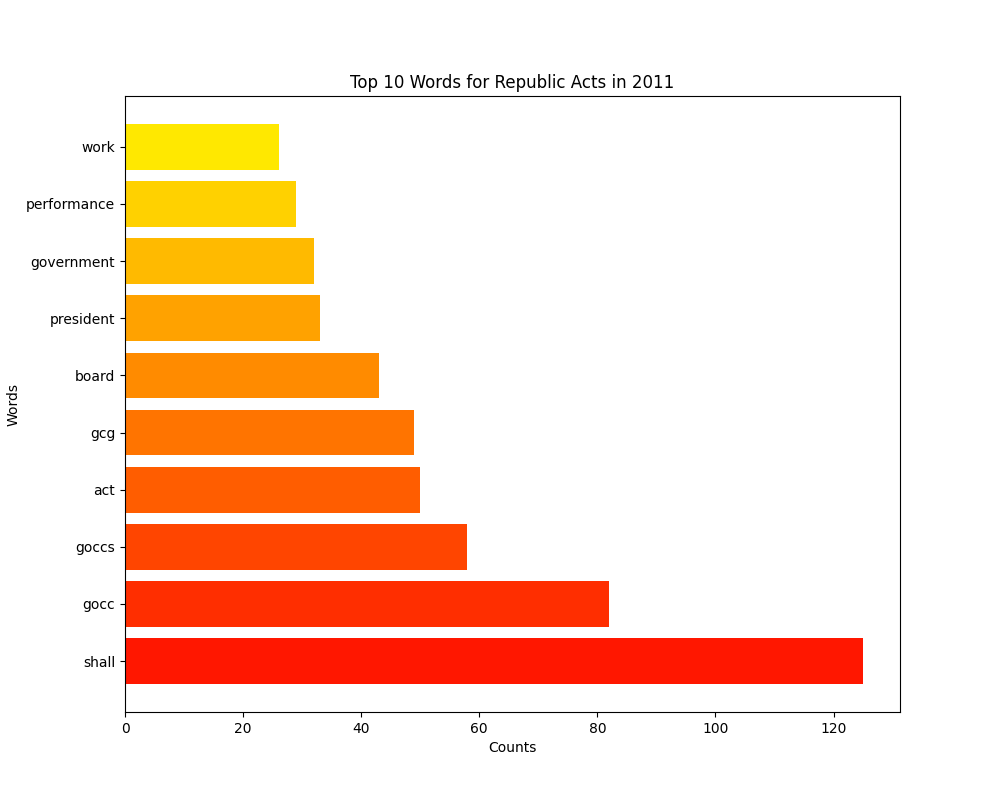 Top 10 Words for Republic Acts in 2011
Words
work
performance
government
president
board
gcg
act
goccs
gocc
shall
0 20 40 60 80 100 120
Counts